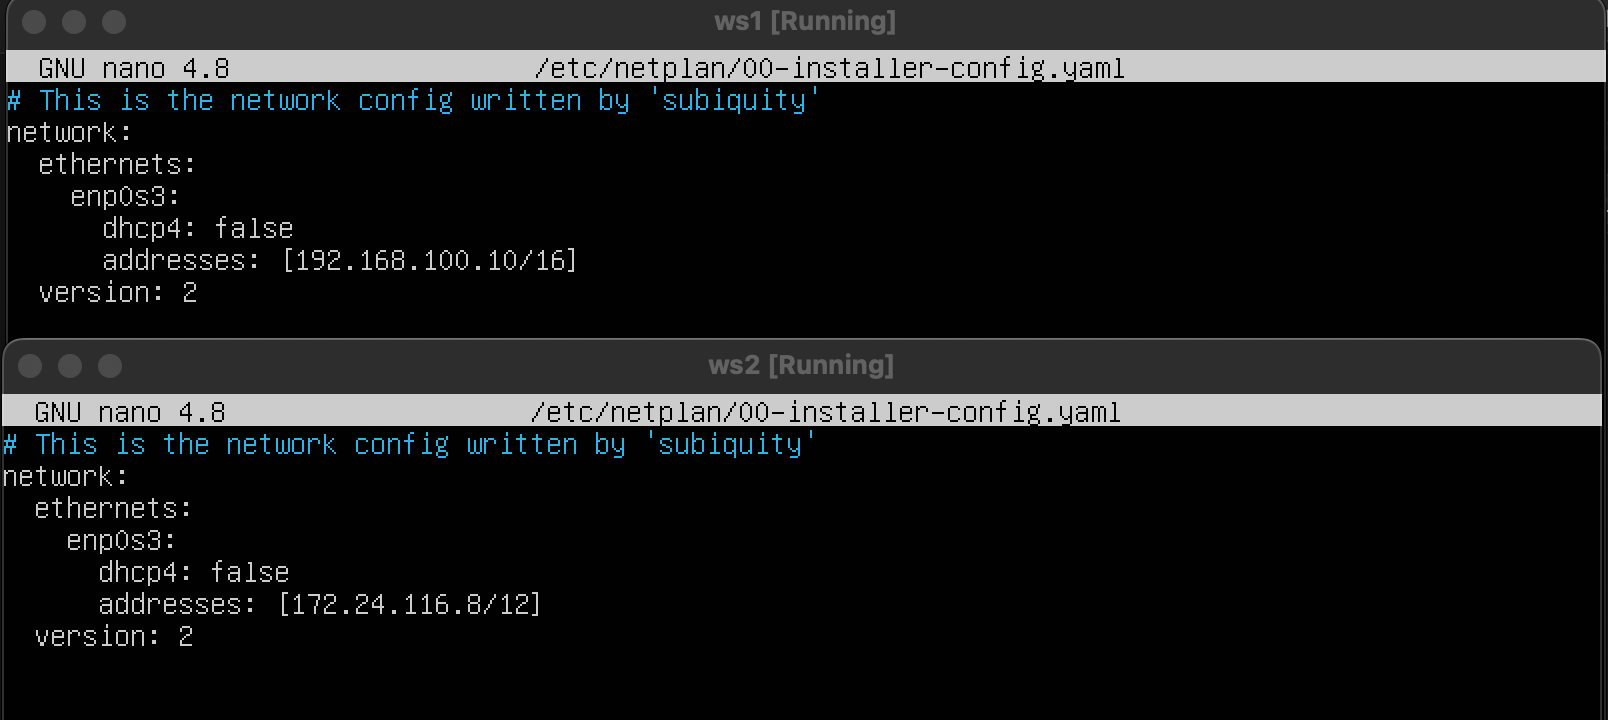 ws1 [Running]
GNU nano 4.8 /etc/netplan/00-installer-config.yaml
# This is the network config written by 'subiquity'
network:
  ethernets:
    enp0s3:
      dhcp4: false
      addresses: [192.168.100.10/16]
  version: 2
ws2 [Running]
GNU nano 4.8 /etc/netplan/00-installer-config.yaml
# This is the network config written by 'subiquity'
network:
  ethernets:
    enp0s3:
      dhcp4: false
      addresses: [172.24.116.8/12]
  version: 2